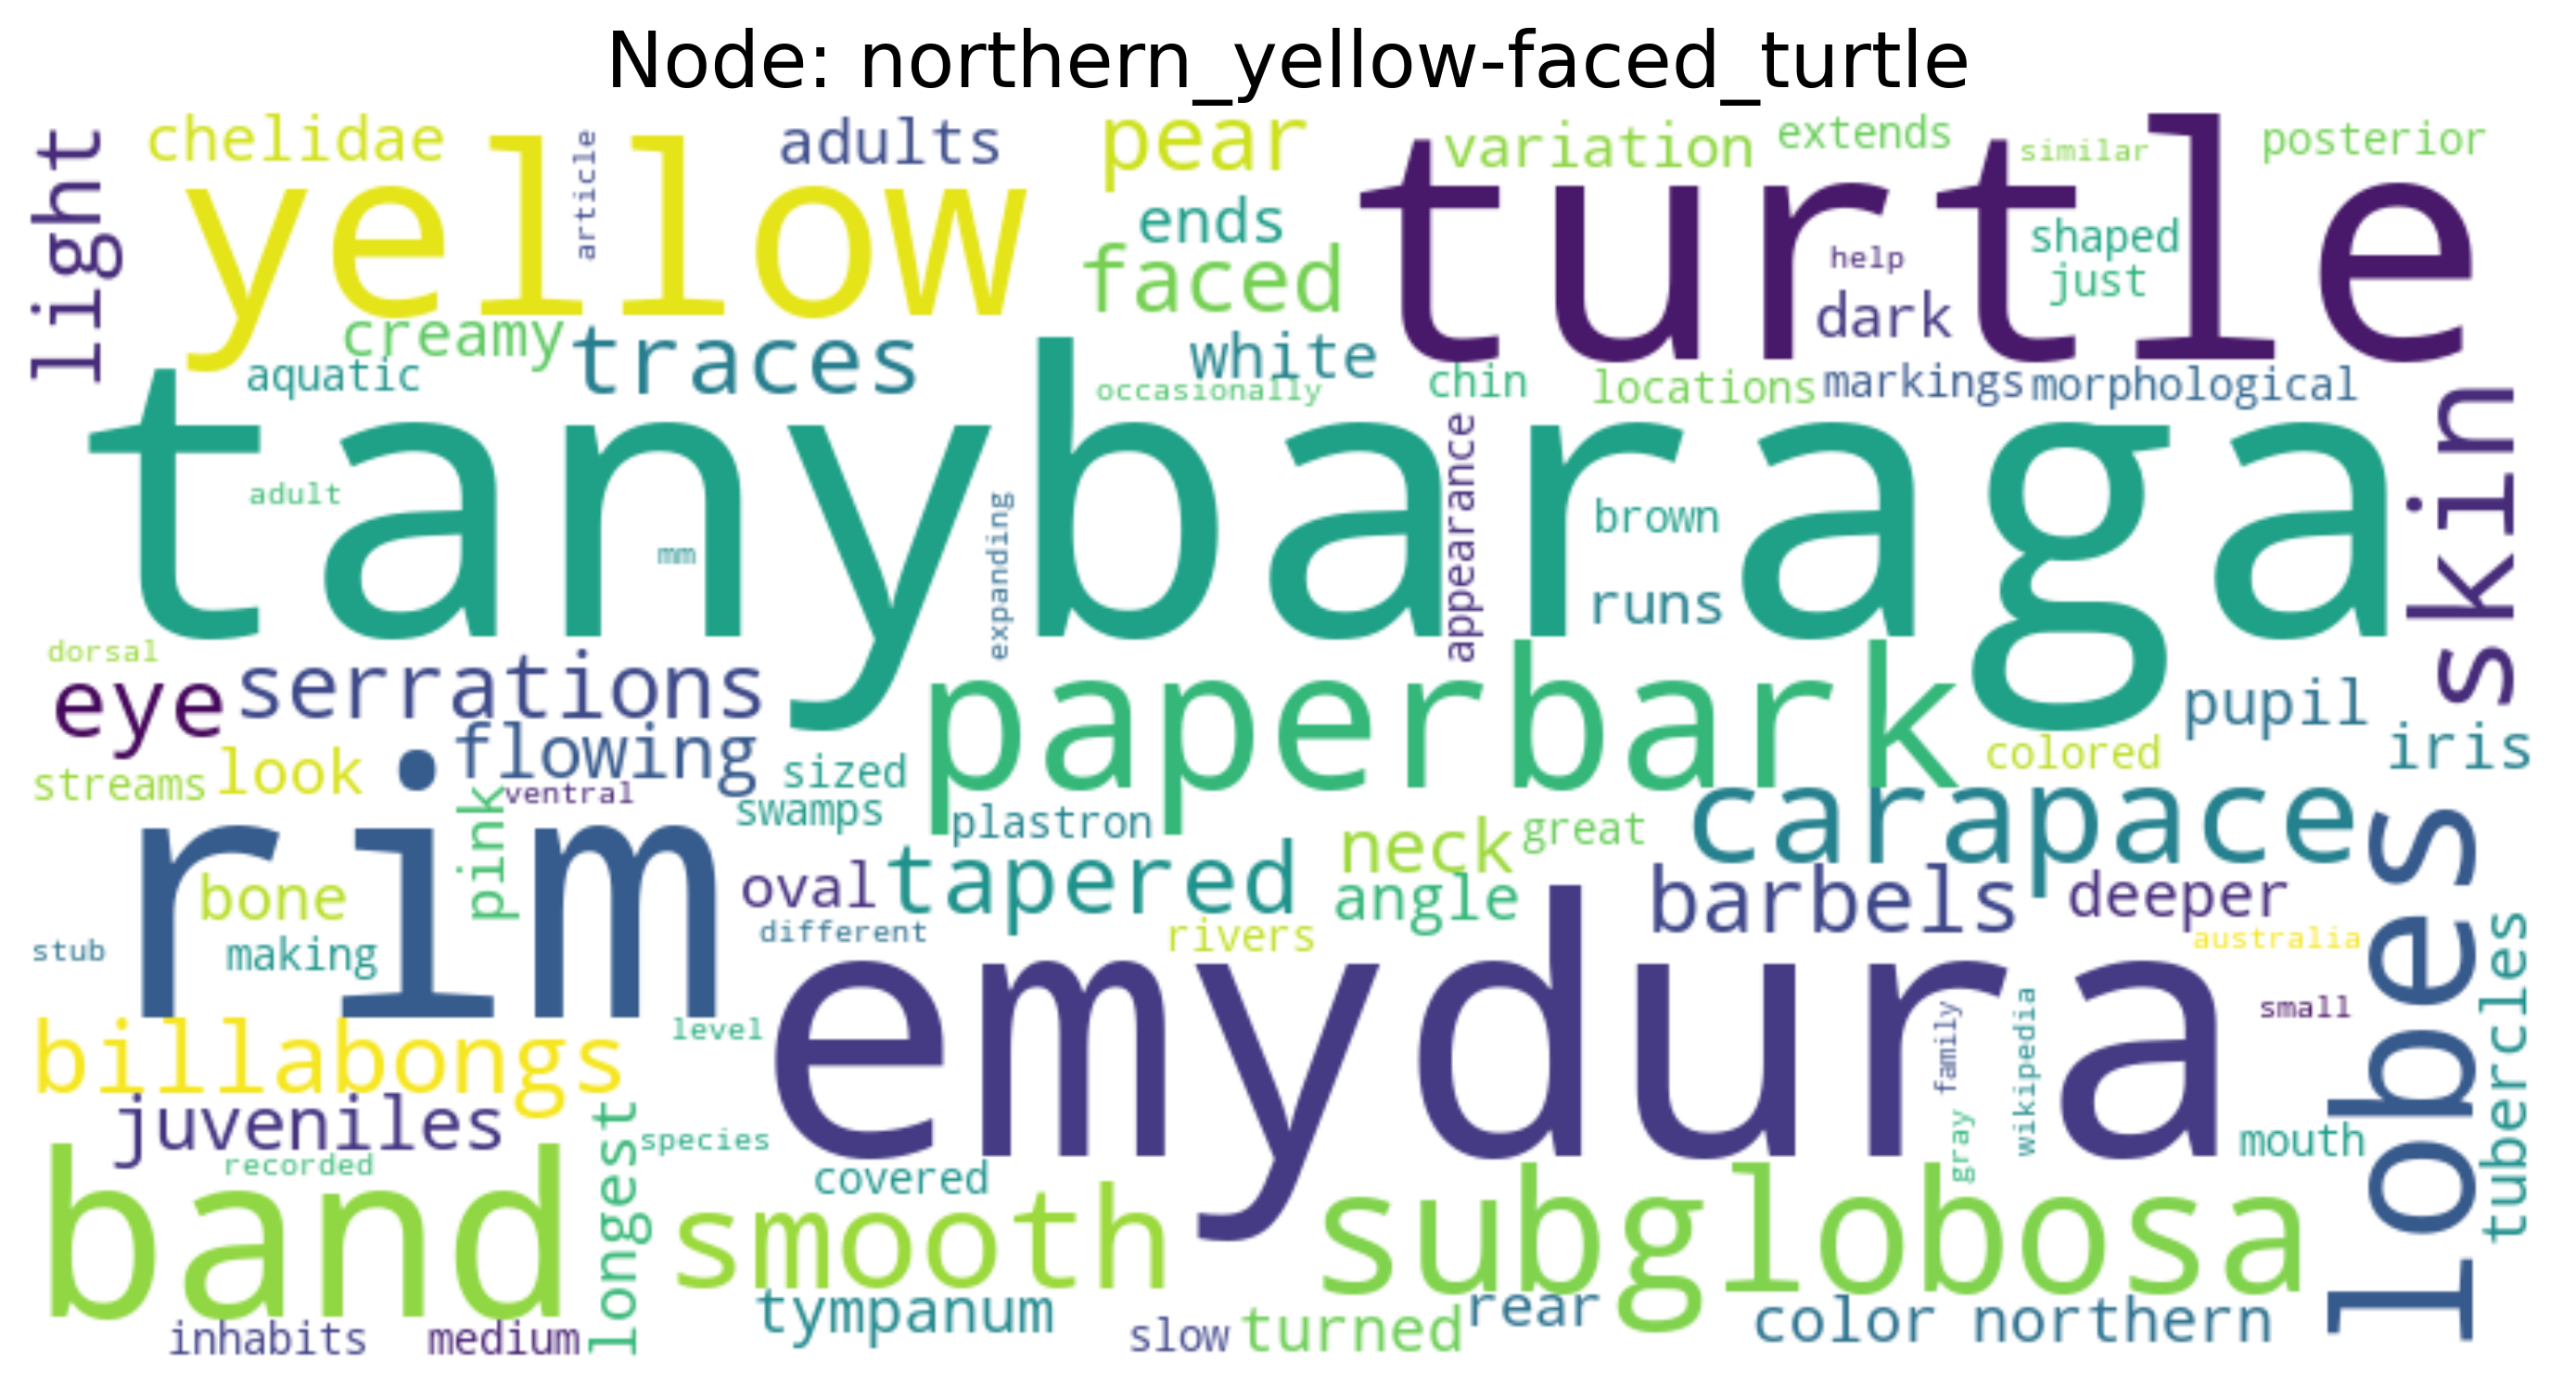 Node: northern_yellow-faced_turtle
light
chelidae
yellow
article
adults
pear
variation
extends
similar
posterior
turtle
ends
faced
help
shaped
just
dark
creamy
traces
white
aquatic
occasionally
chin
locations
markings
morphological
tanybaraga
skin
adult
mm
expanding
appearance
brown
runs
dorsal
eye
serrations
paperbark
pupil
iris
colored
look
flowing
streams
ventral
sized
swamps
plastron
pink
rim
carapace
neck
great
bone
oval
tapered
angle
barbels
deeper
lobes
making
stub
different
rivers
australia
tubercles
emydura
small
family
wikipedia
billabongs
level
juveniles
longest
species
gray
mouth
recorded
band
covered
smooth
subglobosa
tympanum
rear
inhabits
medium
slow
turned
color
northern